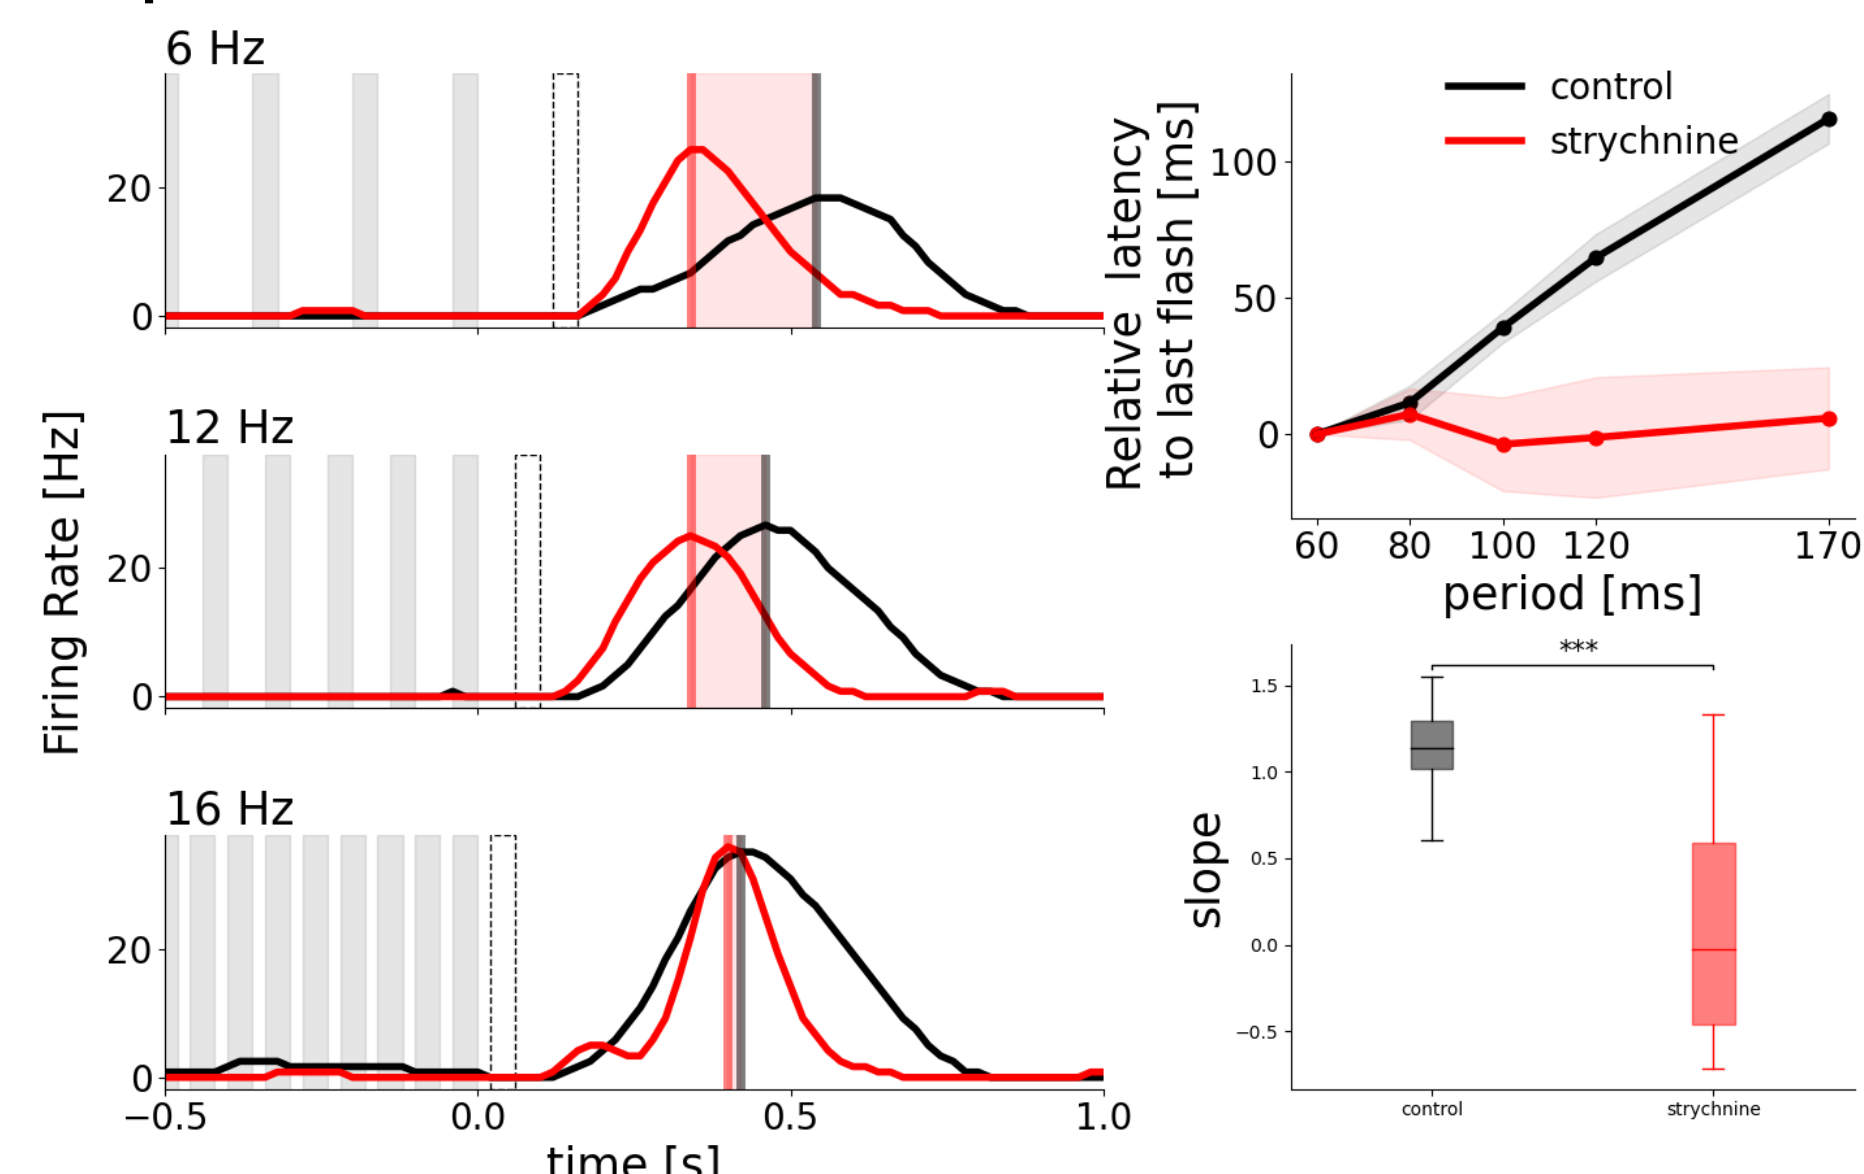 6 Hz
20
0
12 Hz
20
0
16 Hz
20
0
−0.5
0.0
0.5
1.0
time [s]
Firing Rate [Hz]
control
strychnine
Relative latency
to last flash [ms]
100
50
0
60
80
100
120
170
period [ms]
***
slope
1.5
1.0
0.5
0.0
−0.5
control
strychnine